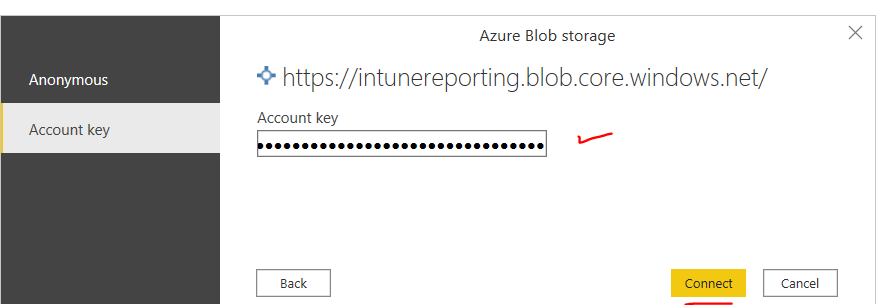 Azure Blob storage
Anonymous
Account key
https://intunereporting.blob.core.windows.net/
Account key
••••••••••••••••••••••••••••••••
Back
Connect
Cancel